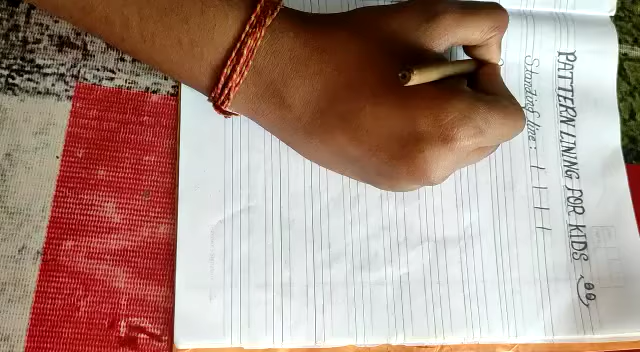 PATTERN LINING FOR KIDS
Standing line: | | | |